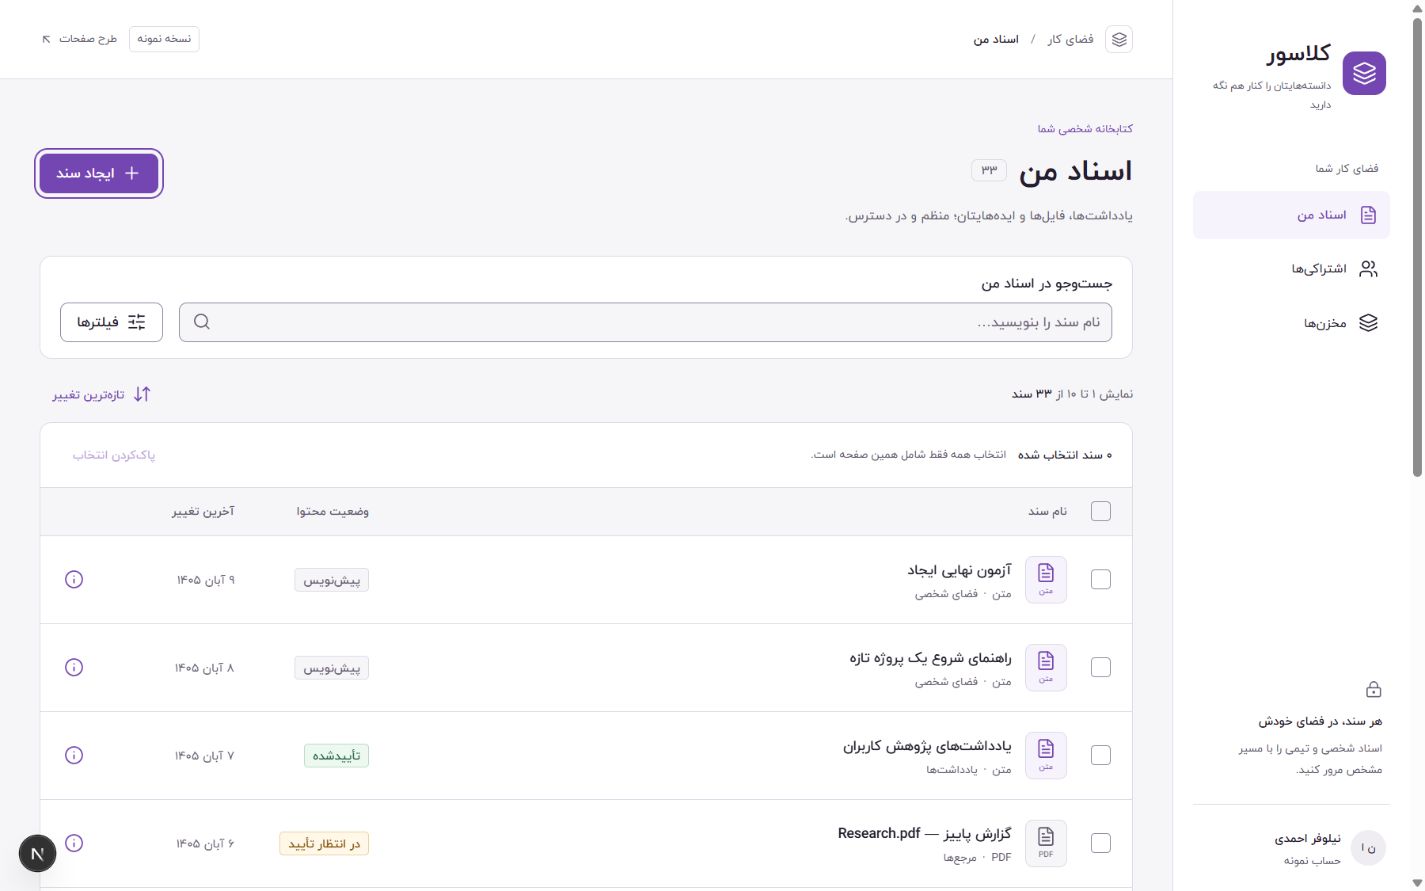 کلاسور
دانسته‌هایتان را کنار هم نگه
دارید
فضای کار شما
اسناد من
اشتراکی‌ها
مخزن‌ها
هر سند، در فضای خودش
اسناد شخصی و تیمی را با مسیر
مشخص مرور کنید.
ن ا
نیلوفر احمدی
حساب نمونه
فضای کار / اسناد من
نسخه نمونه
طرح صفحات
کتابخانه شخصی شما
اسناد من ۳۳
یادداشت‌ها، فایل‌ها و ایده‌هایتان؛ منظم و در دسترس.
ایجاد سند
جست‌وجو در اسناد من
نام سند را بنویسید…
فیلترها
نمایش ۱ تا ۱۰ از ۳۳ سند
تازه‌ترین تغییر
۰ سند انتخاب شده انتخاب همه فقط شامل همین صفحه است.
پاک‌کردن انتخاب
نام سند وضعیت محتوا آخرین تغییر
متن
آزمون نهایی ایجاد
متن · فضای شخصی
پیش‌نویس
۹ آبان ۱۴۰۵
متن
راهنمای شروع یک پروژه تازه
متن · فضای شخصی
پیش‌نویس
۸ آبان ۱۴۰۵
متن
یادداشت‌های پژوهش کاربران
متن · یادداشت‌ها
تأییدشده
۷ آبان ۱۴۰۵
PDF
گزارش پاییز — Research.pdf
PDF · مرجع‌ها
در انتظار تأیید
۶ آبان ۱۴۰۵
N